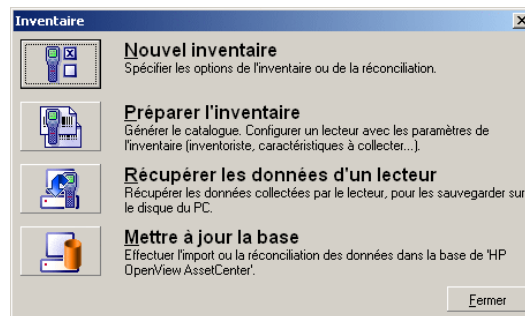 Inventaire
Nouvel inventaire
Spécifier les options de l'inventaire ou de la réconciliation.
Préparer l'inventaire
Générer le catalogue. Configurer un lecteur avec les paramètres de
l'inventaire (inventoriste, caractéristiques à collecter...).
Récupérer les données d'un lecteur
Récupérer les données collectées par le lecteur, pour les sauvegarder sur
le disque du PC.
Mettre à jour la base
Effectuer l'import ou la réconciliation des données dans la base de 'HP
OpenView AssetCenter'.
Fermer